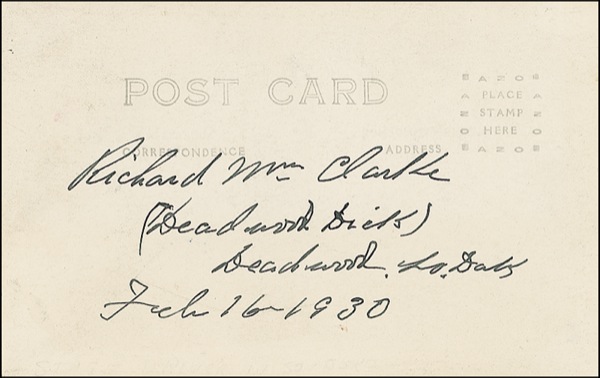 POST CARD
AZO
PLACE
STAMP
HERE
AZO
CORRESPONDENCE ADDRESS
Richard Wm Clarke
(Deadwood Dick)
Deadwood, So. Dak
Feb 16-1930